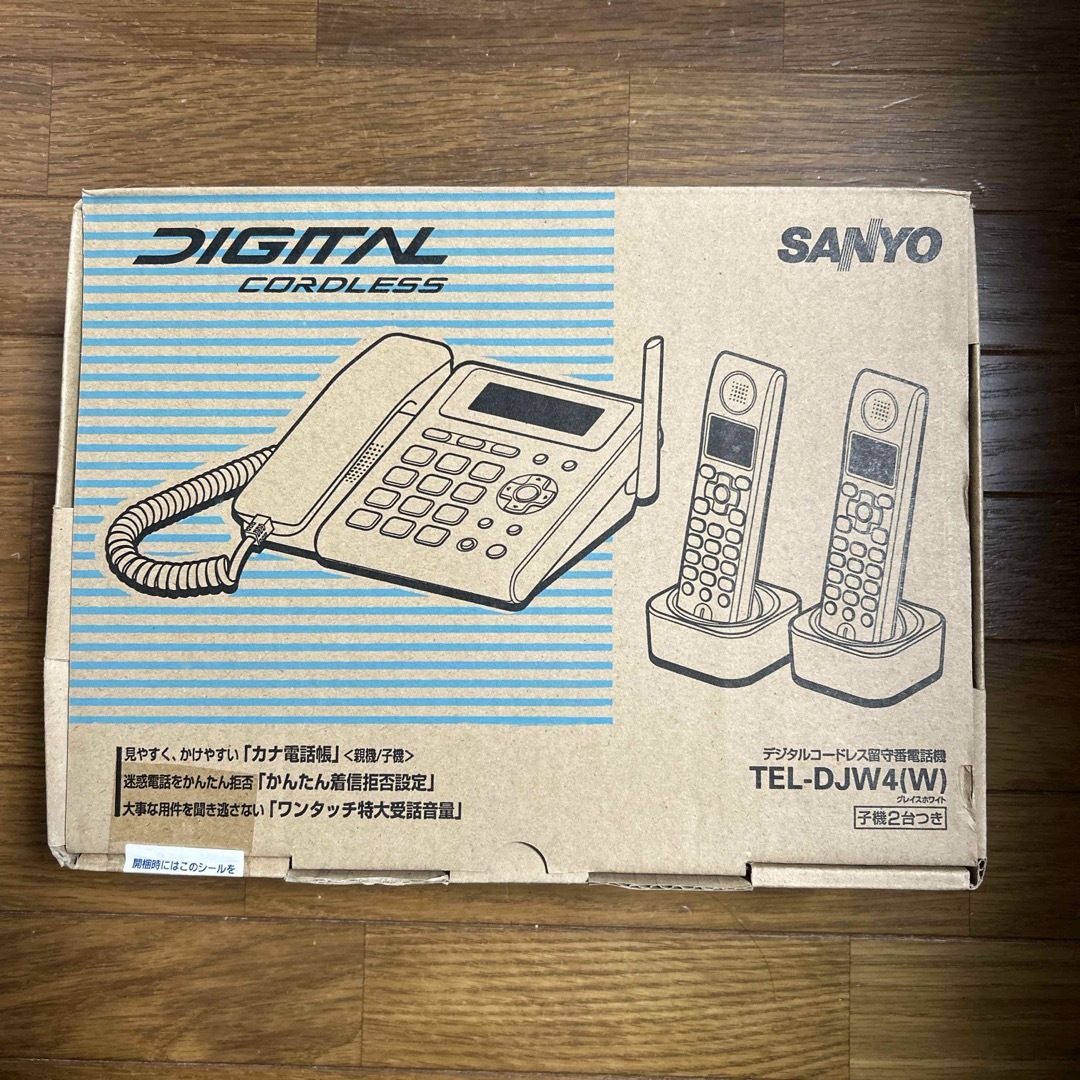 DIGITAL
CORDLESS
SANYO
見やすく、かけやすい「カナ電話帳」<親機/子機>
迷惑電話をかんたん拒否「かんたん着信拒否設定」
大事な用件を聞き逃さない「ワンタッチ特大受話音量」
デジタルコードレス留守番電話機
TEL-DJW4(W)
グレイスホワイト
子機2台つき
開梱時にはこのシールを